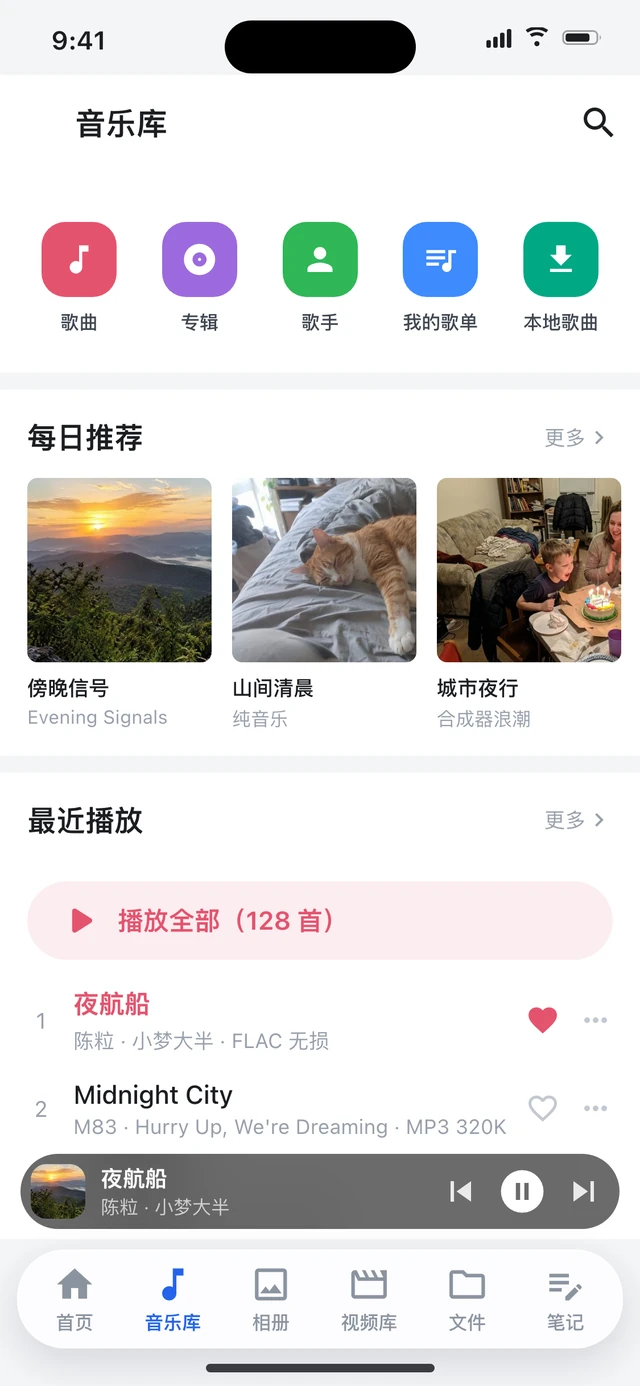 9:41
音乐库
歌曲
专辑
歌手
我的歌单
本地歌曲
每日推荐
更多
傍晚信号
Evening Signals
山间清晨
纯音乐
城市夜行
合成器浪潮
最近播放
更多
播放全部（128 首）
1
夜航船
陈粒 · 小梦大半 · FLAC 无损
2
Midnight City
M83 · Hurry Up, We're Dreaming · MP3 320K
夜航船
陈粒 · 小梦大半
首页
音乐库
相册
视频库
文件
笔记